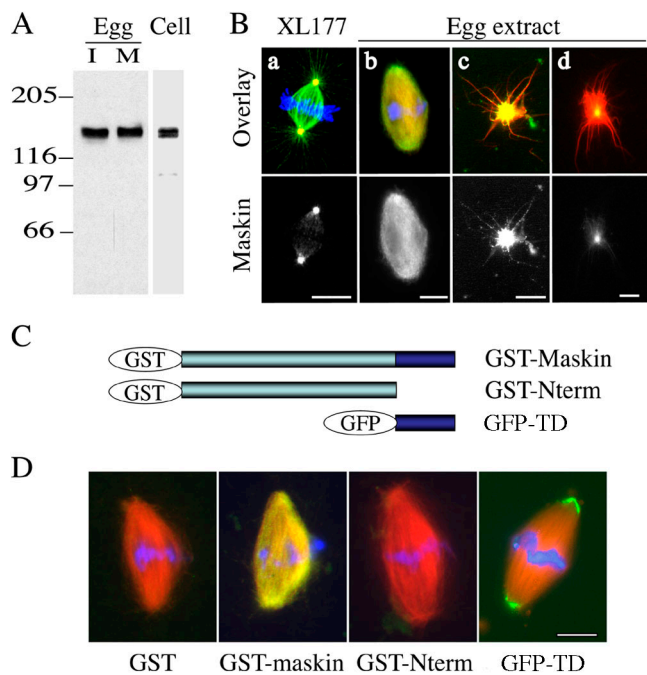 A
Egg
Cell
I
M
205
116
97
66
B
XL177
Egg extract
a
b
c
d
Overlay
Maskin
C
GST
GST-Maskin
GST
GST-Nterm
GFP
GFP-TD
D
GST
GST-maskin
GST-Nterm
GFP-TD